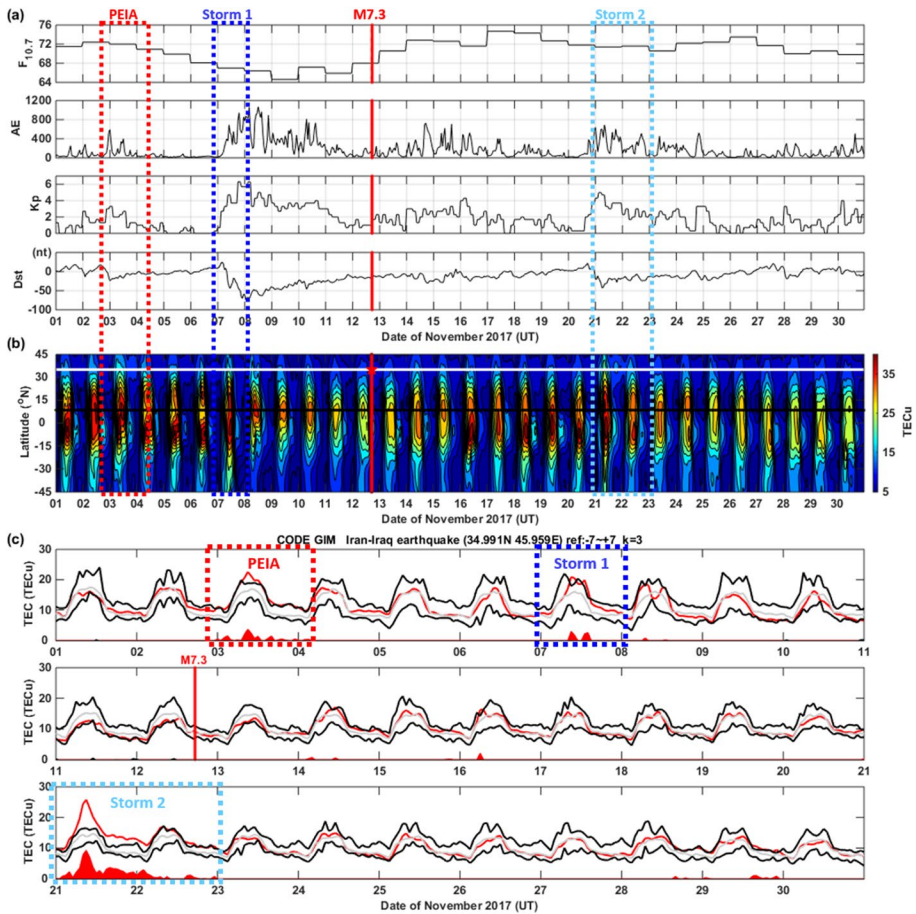 (a)
PEIA
Storm 1
M7.3
Storm 2
76
72
68
64
F10.7
1200
800
400
0
AE
6
4
2
0
Kp
(nt)
0
-50
-100
Dst
01 02 03 04 05 06 07 08 09 10 11 12 13 14 15 16 17 18 19 20 21 22 23 24 25 26 27 28 29 30
Date of November 2017 (UT)
(b)
45
30
15
0
-15
-30
-45
Latitude (°N)
35
25
15
5
TECu
01 02 03 04 05 06 07 08 09 10 11 12 13 14 15 16 17 18 19 20 21 22 23 24 25 26 27 28 29 30
Date of November 2017 (UT)
(c)
CODE GIM Iran-Iraq earthquake (34.991N 45.959E) ref:-7~+7 k=3
30
20
10
0
TEC (TECu)
PEIA
Storm 1
01 02 03 04 05 06 07 08 09 10 11
M7.3
30
20
10
0
TEC (TECu)
11 12 13 14 15 16 17 18 19 20 21
30
20
10
0
TEC (TECu)
Storm 2
21 22 23 24 25 26 27 28 29 30
Date of November 2017 (UT)